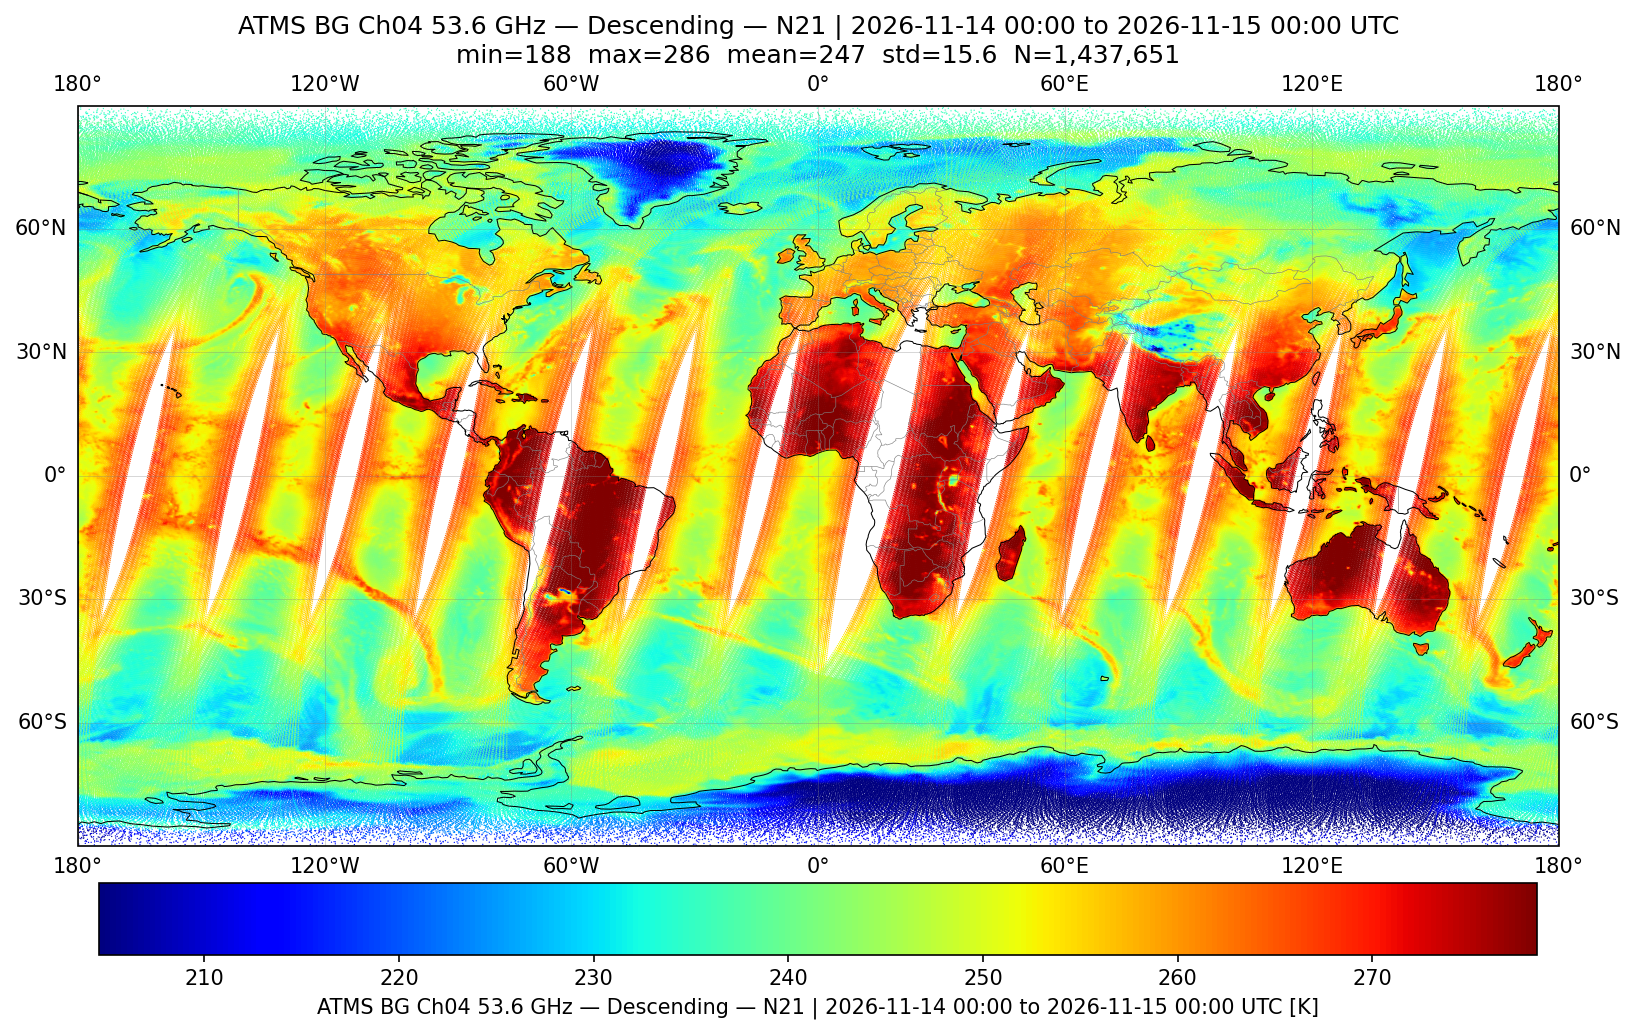 ATMS BG Ch04 53.6 GHz — Descending — N21 | 2026-11-14 00:00 to 2026-11-15 00:00 UTC
min=188  max=286  mean=247  std=15.6  N=1,437,651
180°  120°W  60°W  0°  60°E  120°E  180°
60°N  60°N
30°N  30°N
0°  0°
30°S  30°S
60°S  60°S
180°  120°W  60°W  0°  60°E  120°E  180°
210  220  230  240  250  260  270
ATMS BG Ch04 53.6 GHz — Descending — N21 | 2026-11-14 00:00 to 2026-11-15 00:00 UTC [K]